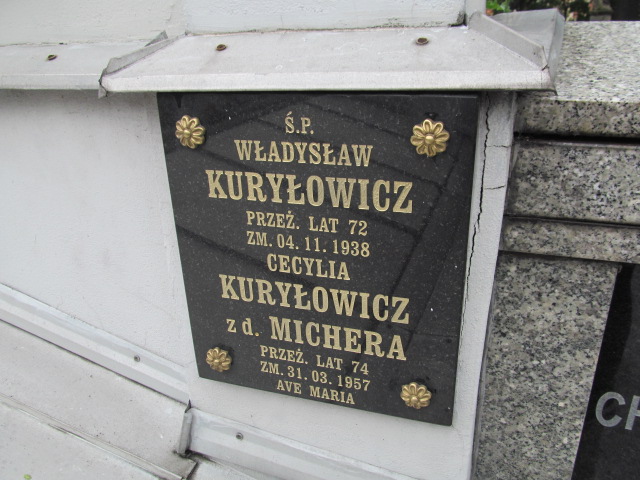 Ś.P.
WŁADYSŁAW
KURYŁOWICZ
PRZEŻ. LAT 72
ZM. 04. 11. 1938
CECYLIA
KURYŁOWICZ
z d. MICHERA
PRZEŻ. LAT 74
ZM. 31. 03. 1957
AVE MARIA